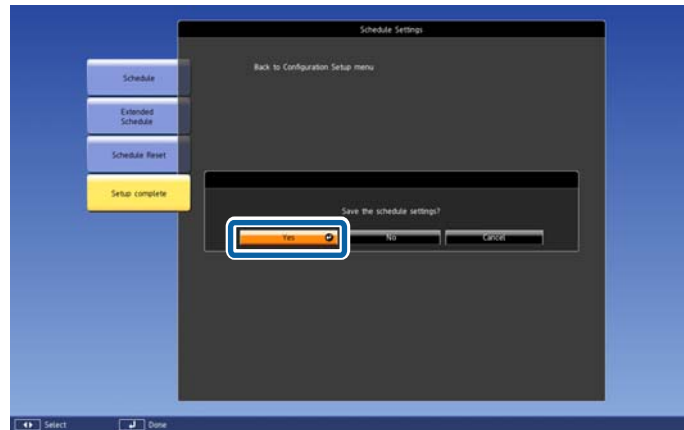 Schedule Settings
Back to Configuration Setup menu
Schedule
Extended
Schedule
Schedule Reset
Setup complete
Save the schedule settings?
Yes
No
Cancel
Select
Done